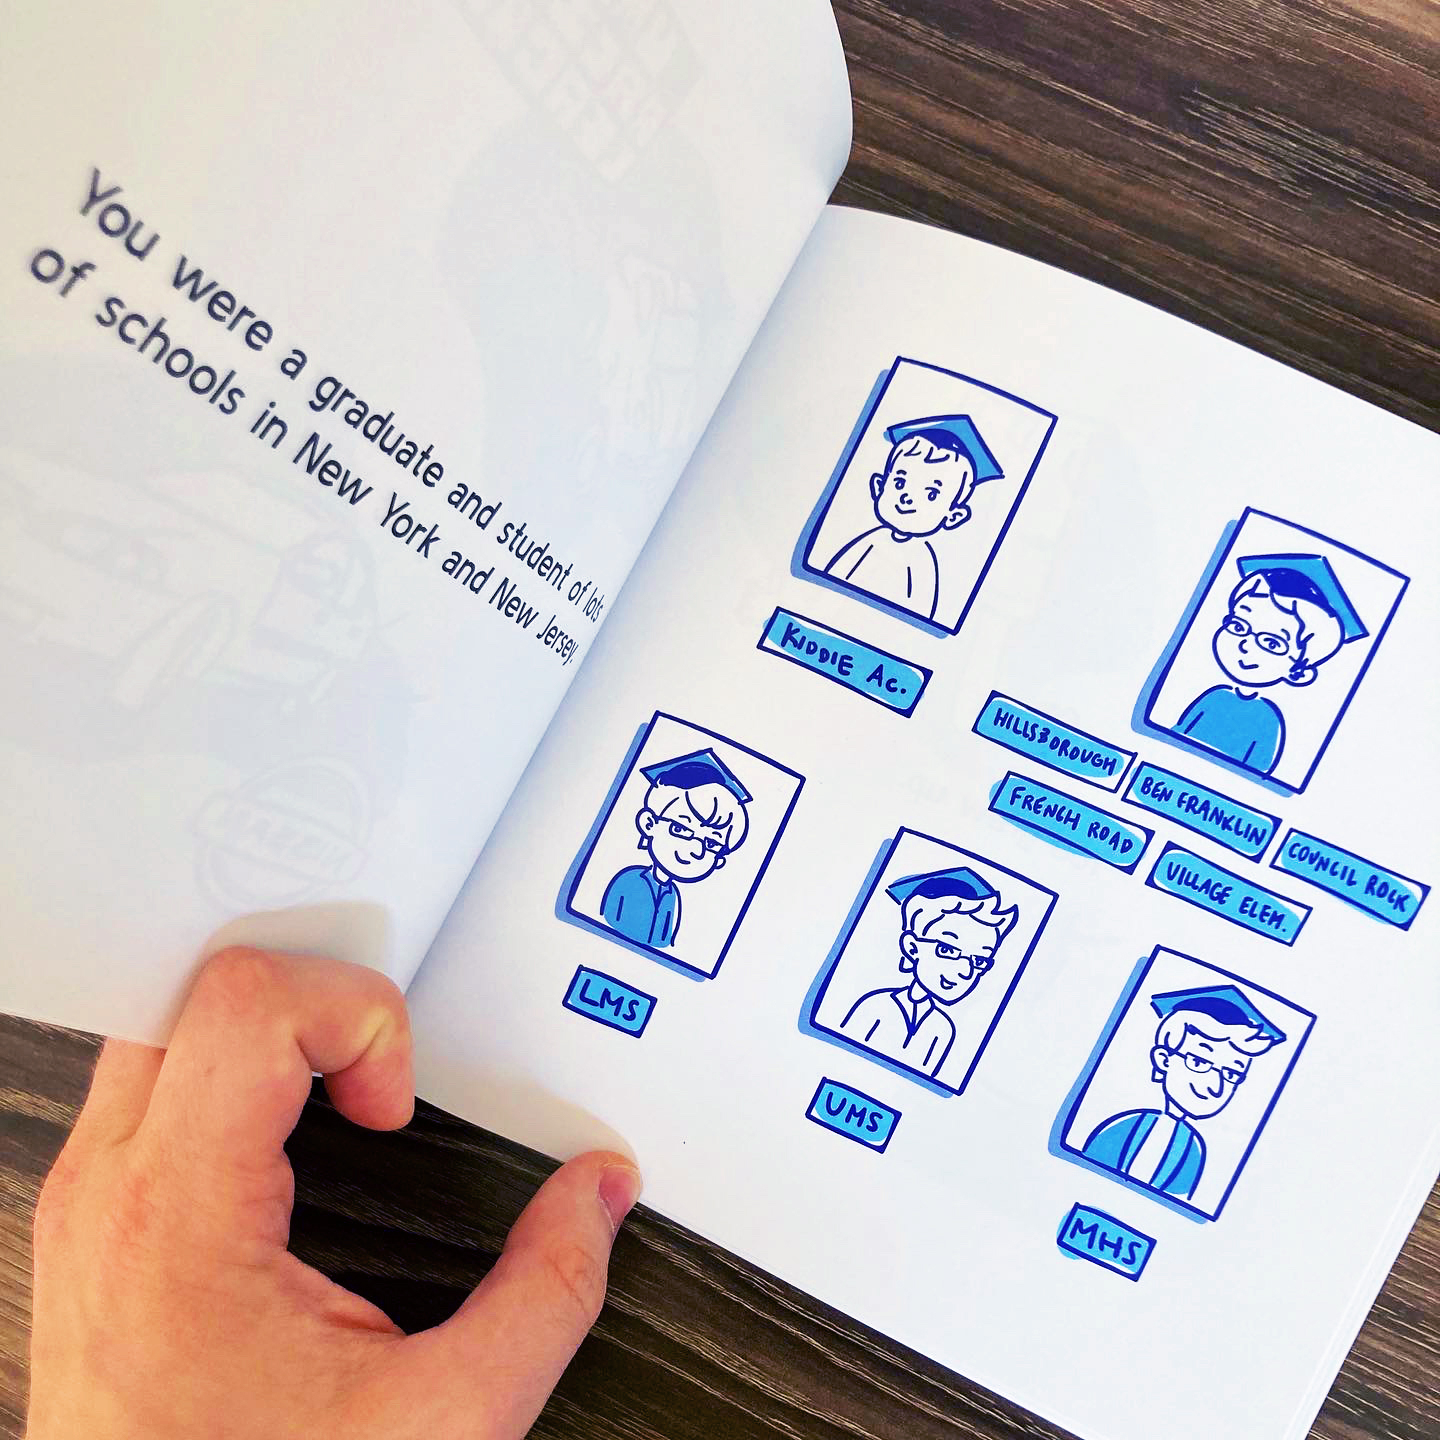 You were a graduate and student of lots
of schools in New York and New Jersey.
KIDDIE AC.
HILLSBOROUGH
BEN FRANKLIN
COUNCIL ROCK
FRENCH ROAD
VILLAGE ELEM.
LMS
UMS
MHS